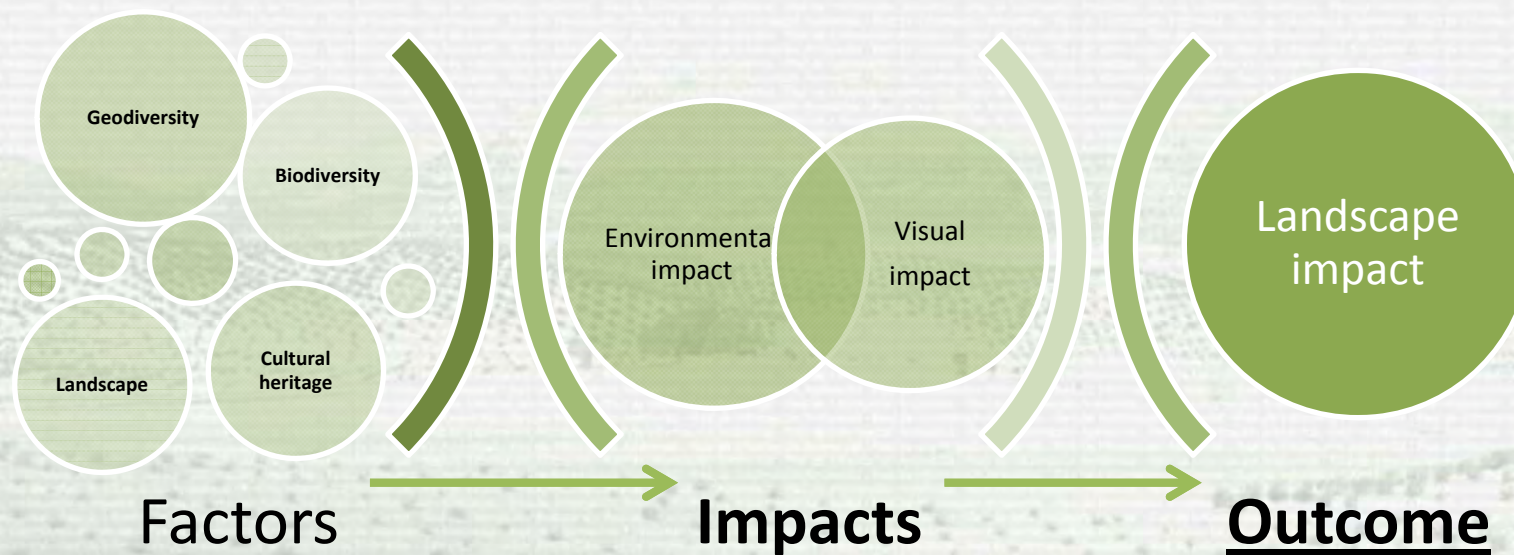 Geodiversity
Biodiversity
Landscape
Cultural
heritage
Environmenta
impact
Visual
impact
Landscape
impact
Factors
Impacts
Outcome